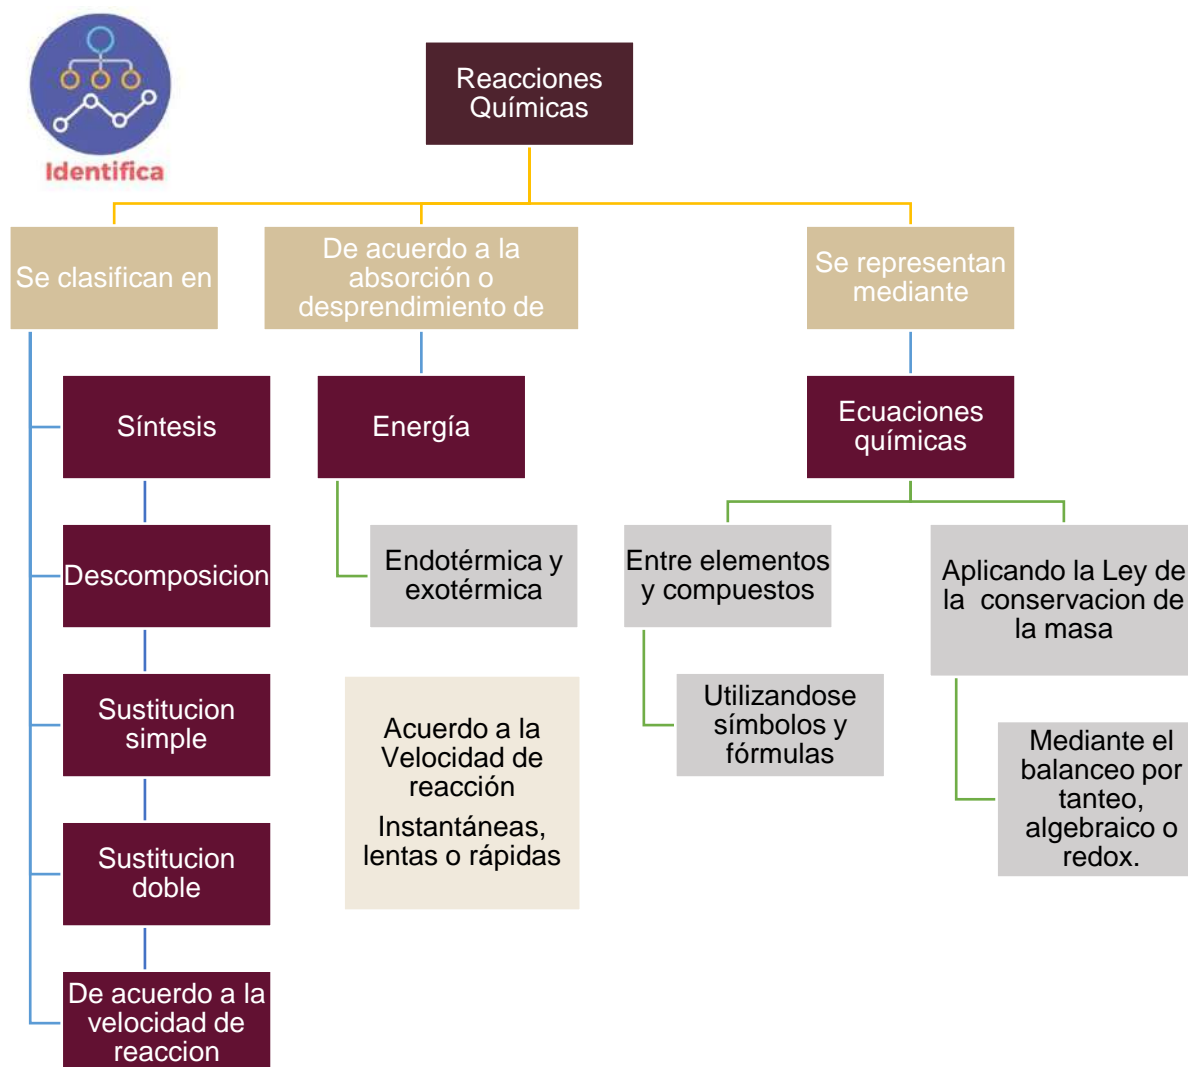 Identifica
Reacciones
Químicas
Se clasifican en
De acuerdo a la
absorción o
desprendimiento de
Se representan
mediante
Síntesis
Energía
Ecuaciones
químicas
Descomposicion
Endotérmica y
exotérmica
Entre elementos
y compuestos
Aplicando la Ley de
la conservacion de
la masa
Sustitucion
simple
Acuerdo a la
Velocidad de
reacción
Instantáneas,
lentas o rápidas
Utilizandose
símbolos y
fórmulas
Mediante el
balanceo por
tanteo,
algebraico o
redox.
Sustitucion
doble
De acuerdo a la
velocidad de
reaccion